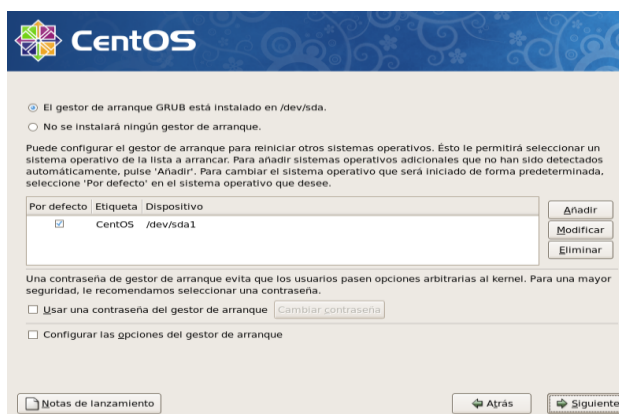 CentOS
El gestor de arranque GRUB está instalado en /dev/sda.
No se instalará ningún gestor de arranque.
Puede configurar el gestor de arranque para reiniciar otros sistemas operativos. Ésto le permitirá seleccionar un
sistema operativo de la lista a arrancar. Para añadir sistemas operativos adicionales que no han sido detectados
automáticamente, pulse 'Añadir'. Para cambiar el sistema operativo que será iniciado de forma predeterminada,
seleccione 'Por defecto' en el sistema operativo que desee.
Por defecto Etiqueta Dispositivo
CentOS /dev/sda1
Añadir
Modificar
Eliminar
Una contraseña de gestor de arranque evita que los usuarios pasen opciones arbitrarias al kernel. Para una mayor
seguridad, le recomendamos seleccionar una contraseña.
Usar una contraseña del gestor de arranque Cambiar contraseña
Configurar las opciones del gestor de arranque
Notas de lanzamiento Atrás Siguiente